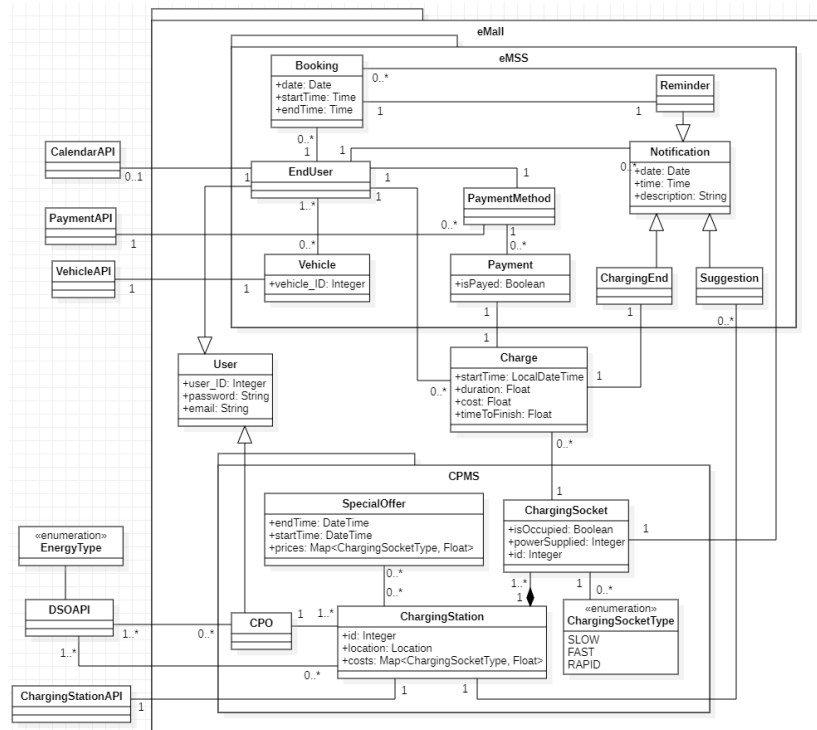 eMall
eMSS
Booking
+date: Date
+startTime: Time
+endTime: Time
0..*
Reminder
1
1
0..*
1
1
CalendarAPI
0..1
1
EndUser
1
1
1
Notification
0..*
+date: Date
+time: Time
+description: String
PaymentMethod
PaymentAPI
1
0..*
1
1..*
0..*
0..*
VehicleAPI
1
1
Vehicle
+vehicle_ID: Integer
Payment
+isPayed: Boolean
ChargingEnd
Suggestion
1
1
0..*
1
User
+user_ID: Integer
+password: String
+email: String
Charge
+startTime: LocalDateTime
+duration: Float
+cost: Float
+timeToFinish: Float
0..*
1
0..*
CPMS
1
SpecialOffer
+endTime: DateTime
+startTime: DateTime
+prices: Map<ChargingSocketType, Float>
ChargingSocket
+isOccupied: Boolean
+powerSupplied: Integer
+id: Integer
1
«enumeration»
EnergyType
0..*
0..*
1..*
1
1
0..*
«enumeration»
ChargingSocketType
SLOW
FAST
RAPID
DSOAPI
1..*
0..*
CPO
1
1..*
ChargingStation
+id: Integer
+location: Location
+costs: Map<ChargingSocketType, Float>
1..*
0..*
ChargingStationAPI
1
1
1